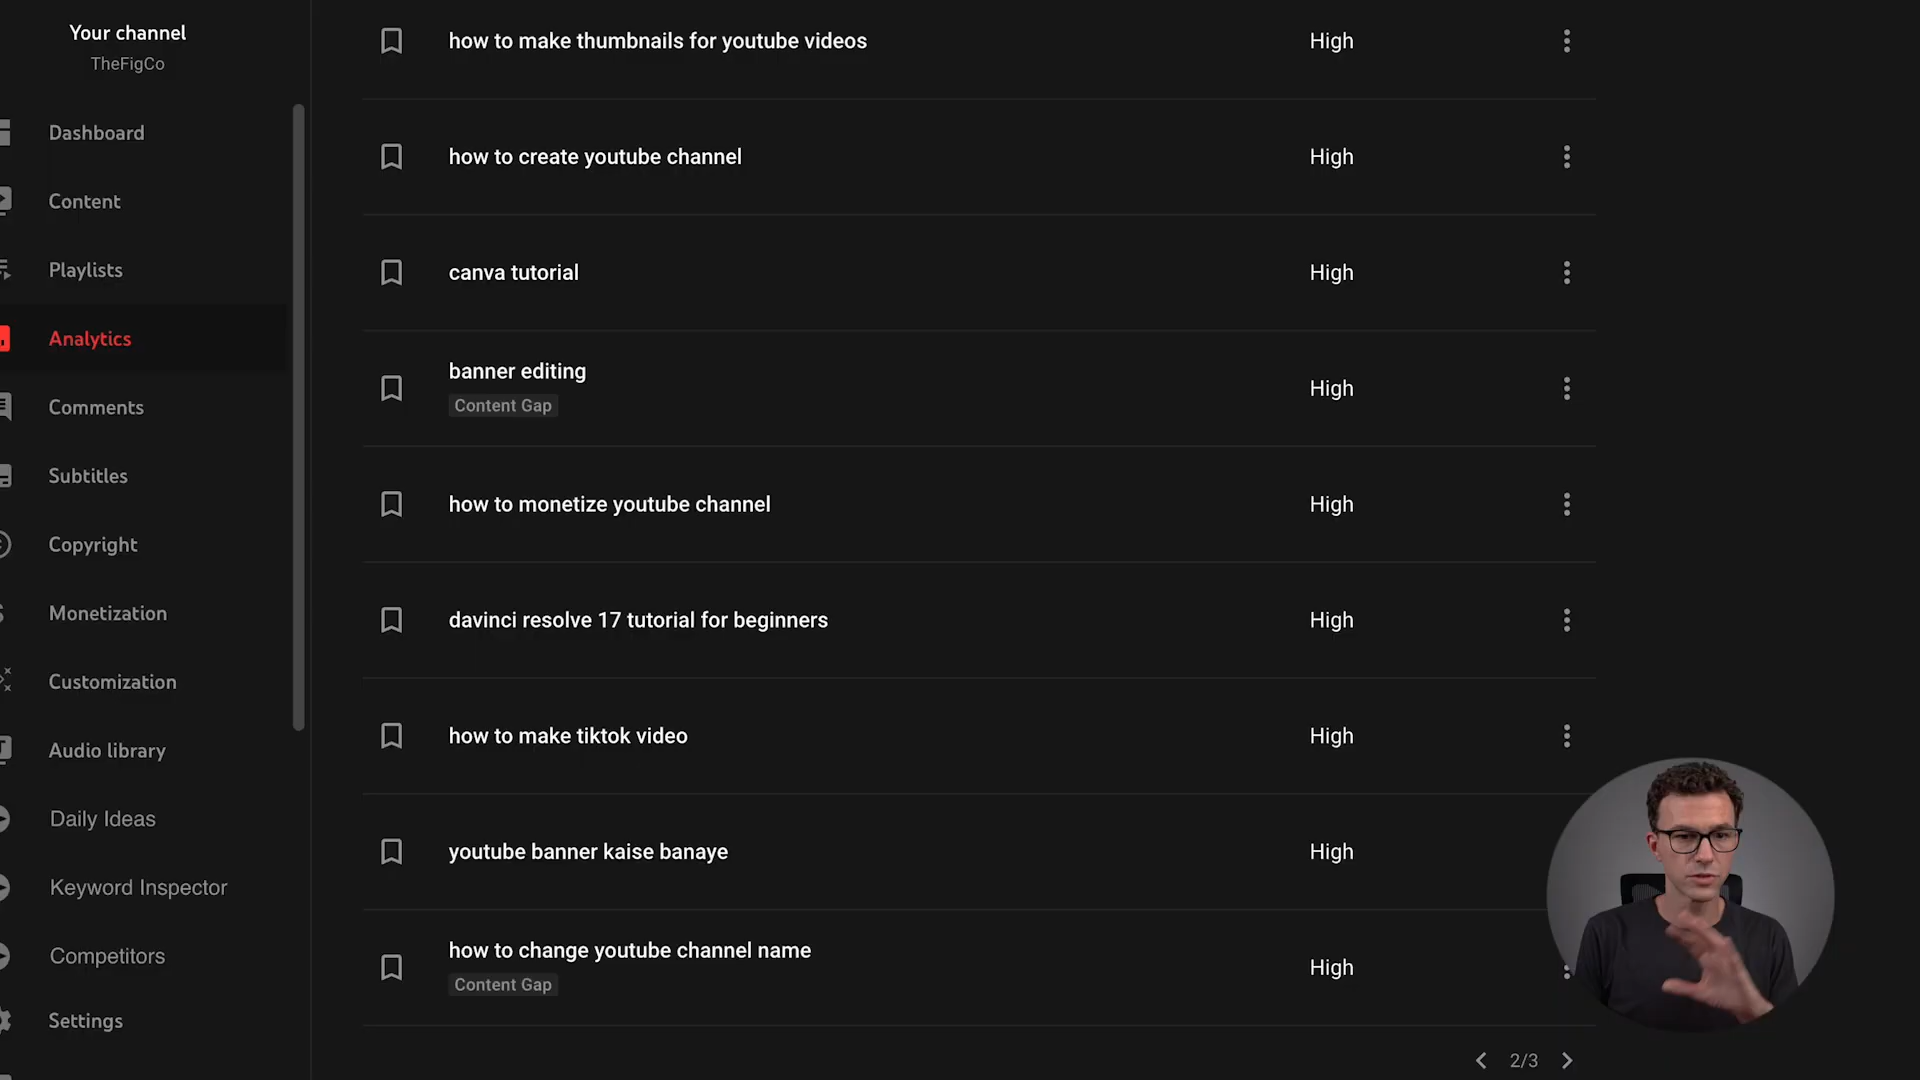 Your channel
TheFigCo
Dashboard
Content
Playlists
Analytics
Comments
Subtitles
Copyright
Monetization
Customization
Audio library
Daily Ideas
Keyword Inspector
Competitors
Settings
how to make thumbnails for youtube videos High
how to create youtube channel High
canva tutorial High
banner editing High
Content Gap
how to monetize youtube channel High
davinci resolve 17 tutorial for beginners High
how to make tiktok video High
youtube banner kaise banaye High
how to change youtube channel name High
Content Gap
2/3